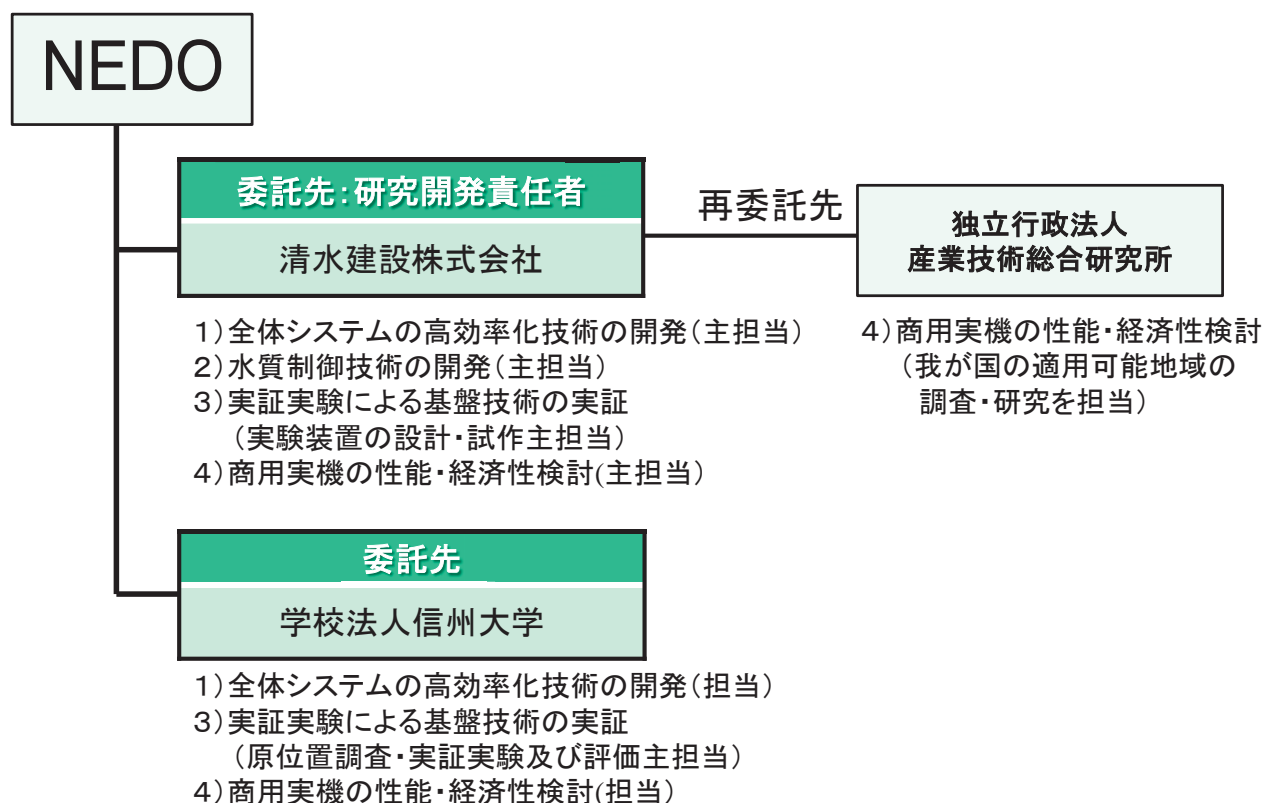 NEDO
委託先:研究開発責任者
清水建設株式会社
再委託先
独立行政法人
産業技術総合研究所
1)全体システムの高効率化技術の開発(主担当)
2)水質制御技術の開発(主担当)
3)実証実験による基盤技術の実証
(実験装置の設計・試作主担当)
4)商用実機の性能・経済性検討(主担当)
4)商用実機の性能・経済性検討
(我が国の適用可能地域の
調査・研究を担当)
委託先
学校法人信州大学
1)全体システムの高効率化技術の開発(担当)
3)実証実験による基盤技術の実証
(原位置調査・実証実験及び評価主担当)
4)商用実機の性能・経済性検討(担当)